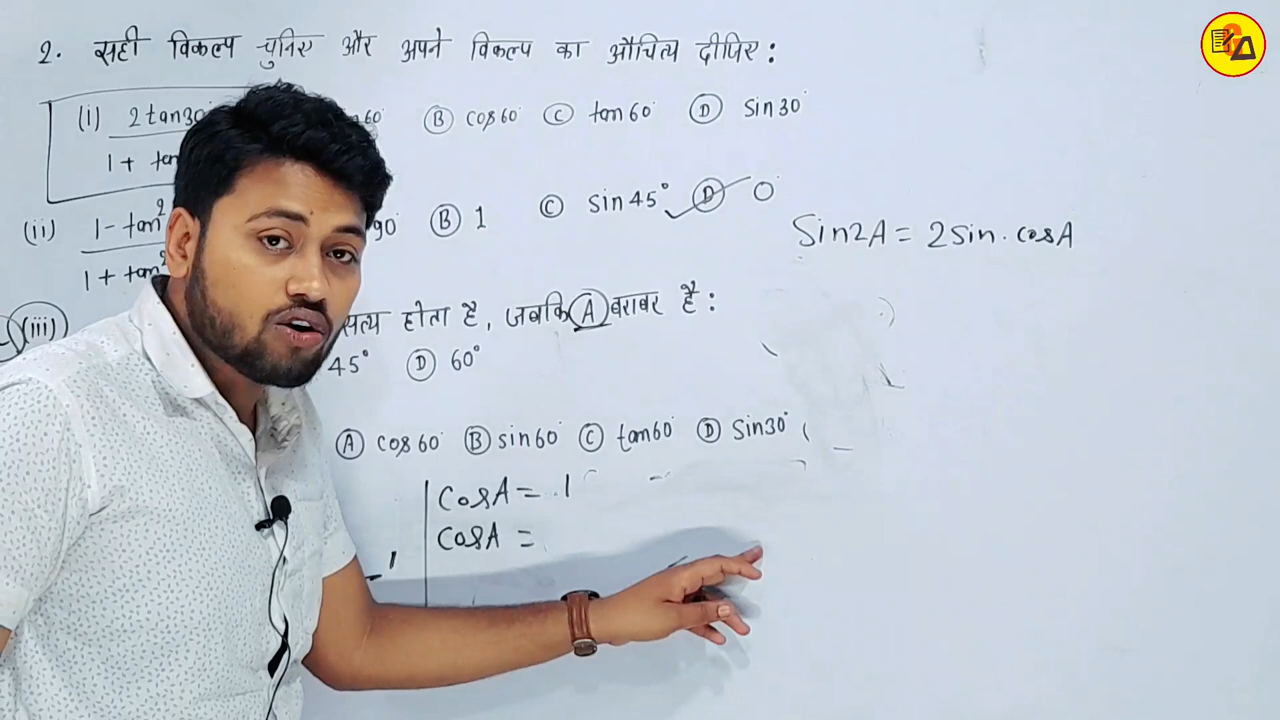 2. सही विकल्प चुनिए और अपने विकल्प का औचित्य दीजिए :
(i) 2 tan30° / 1 + tan 60° Ⓑ cos60° Ⓒ tan60° Ⓓ sin30°
(ii) 1 - tan² / 1 + tan² 90° Ⓑ 1 Ⓒ sin45° Ⓓ 0
Sin2A = 2Sin. cosA
(iii) सत्य होता है, जबकि A बराबर है :
45° Ⓓ 60°
Ⓐ cos60° Ⓑ sin60° Ⓒ tan60° Ⓓ sin30°
CosA = 1
CosA =